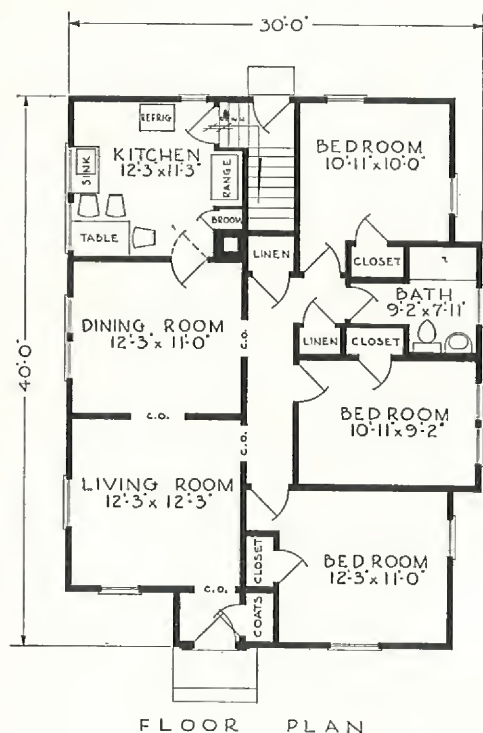 30'-0"
40'-0"
REFRIG
KITCHEN
12'-3 x 11'-3"
SINK
RANGE
BROOM
TABLE
BEDROOM
10'-11" x 10'-0"
LINEN
CLOSET
BATH
9'-2" x 7'-11"
DINING ROOM
12'-3" x 11'-0"
C.O.
LINEN
CLOSET
C.O.
C.O.
BED ROOM
10'-11" x 9'-2"
LIVING ROOM
12'-3" x 12'-3"
CLOSET
BED ROOM
12'-3" x 11'-0"
C.O.
COATS
FLOOR PLAN